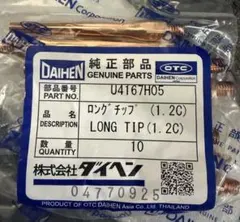 DAIHEN 純正部品 OTC
GENUINE PARTS DAIHEN Corporation
部品番号 U4167H05
PART NO.
品名 ロングチップ (1.2C)
DESCRIPTION LONG TIP(1.2C)
数量 10
QUANTITY
株式会社ダイヘン
04770925
PRODUCT OF OTC DAIHEN Asia Co., Ltd. THAILAND